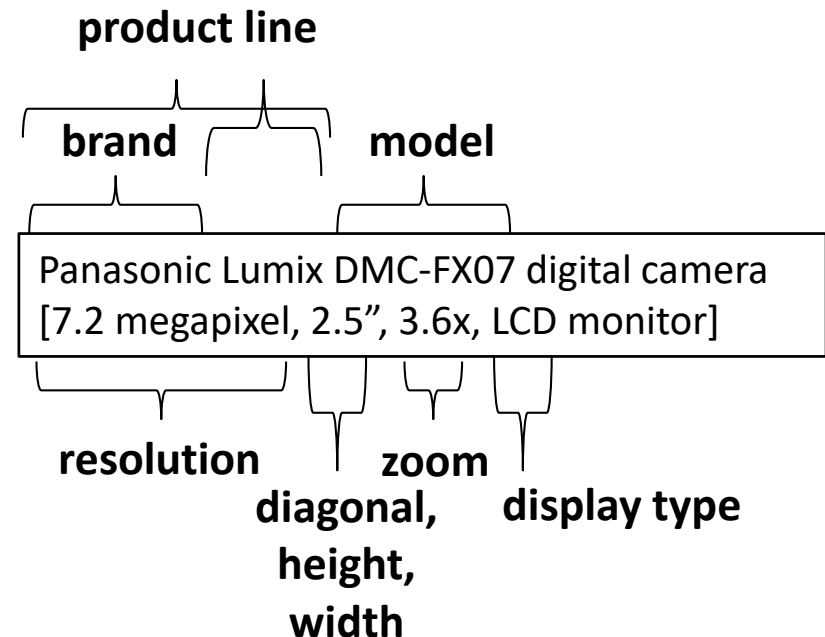 product line
brand
model
Panasonic Lumix DMC-FX07 digital camera
[7.2 megapixel, 2.5”, 3.6x, LCD monitor]
resolution
zoom
diagonal,
height,
width
display type